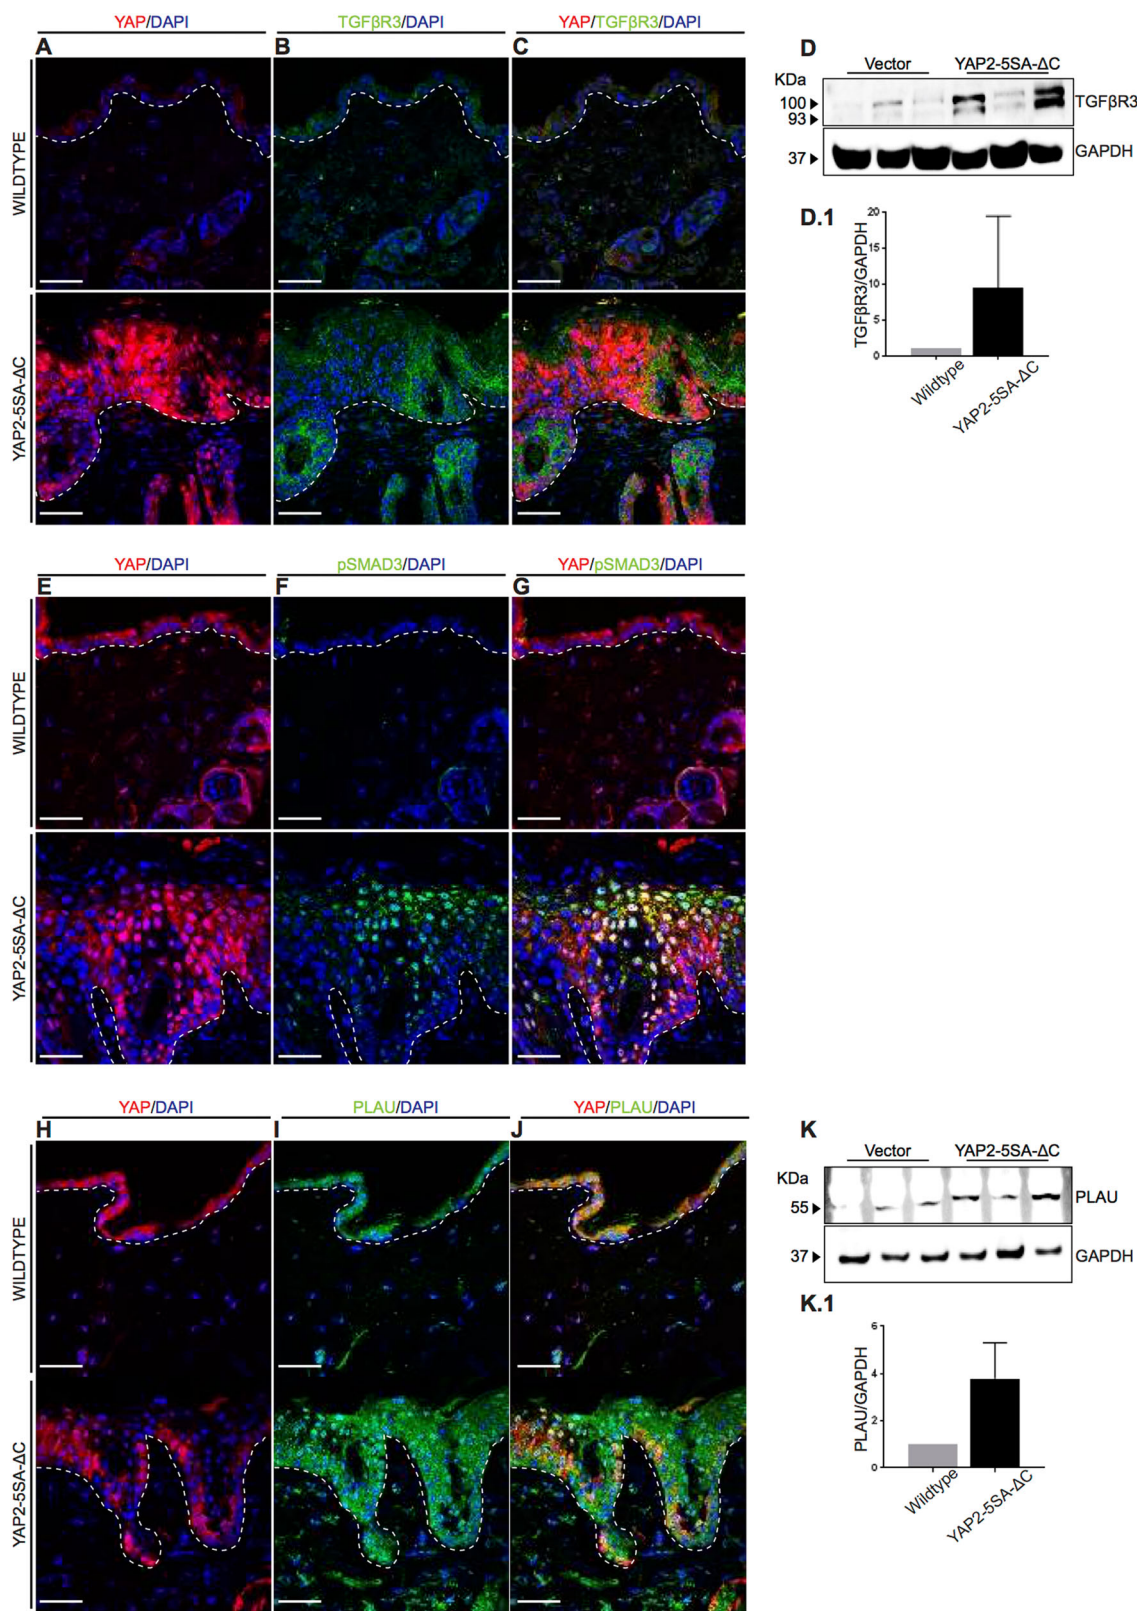 YAP/DAPI
TGFβR3/DAPI
YAP/TGFβR3/DAPI
A
B
C
WILDTYPE
YAP2-5SA-ΔC
D
Vector
YAP2-5SA-ΔC
KDa
100
93
TGFβR3
37
GAPDH
D.1
TGFβR3/GAPDH
20
15
10
5
0
Wildtype
YAP2-5SA-ΔC
YAP/DAPI
pSMAD3/DAPI
YAP/pSMAD3/DAPI
E
F
G
WILDTYPE
YAP2-5SA-ΔC
YAP/DAPI
PLAU/DAPI
YAP/PLAU/DAPI
H
I
J
WILDTYPE
YAP2-5SA-ΔC
K
Vector
YAP2-5SA-ΔC
KDa
55
PLAU
37
GAPDH
K.1
PLAU/GAPDH
6
4
2
0
Wildtype
YAP2-5SA-ΔC